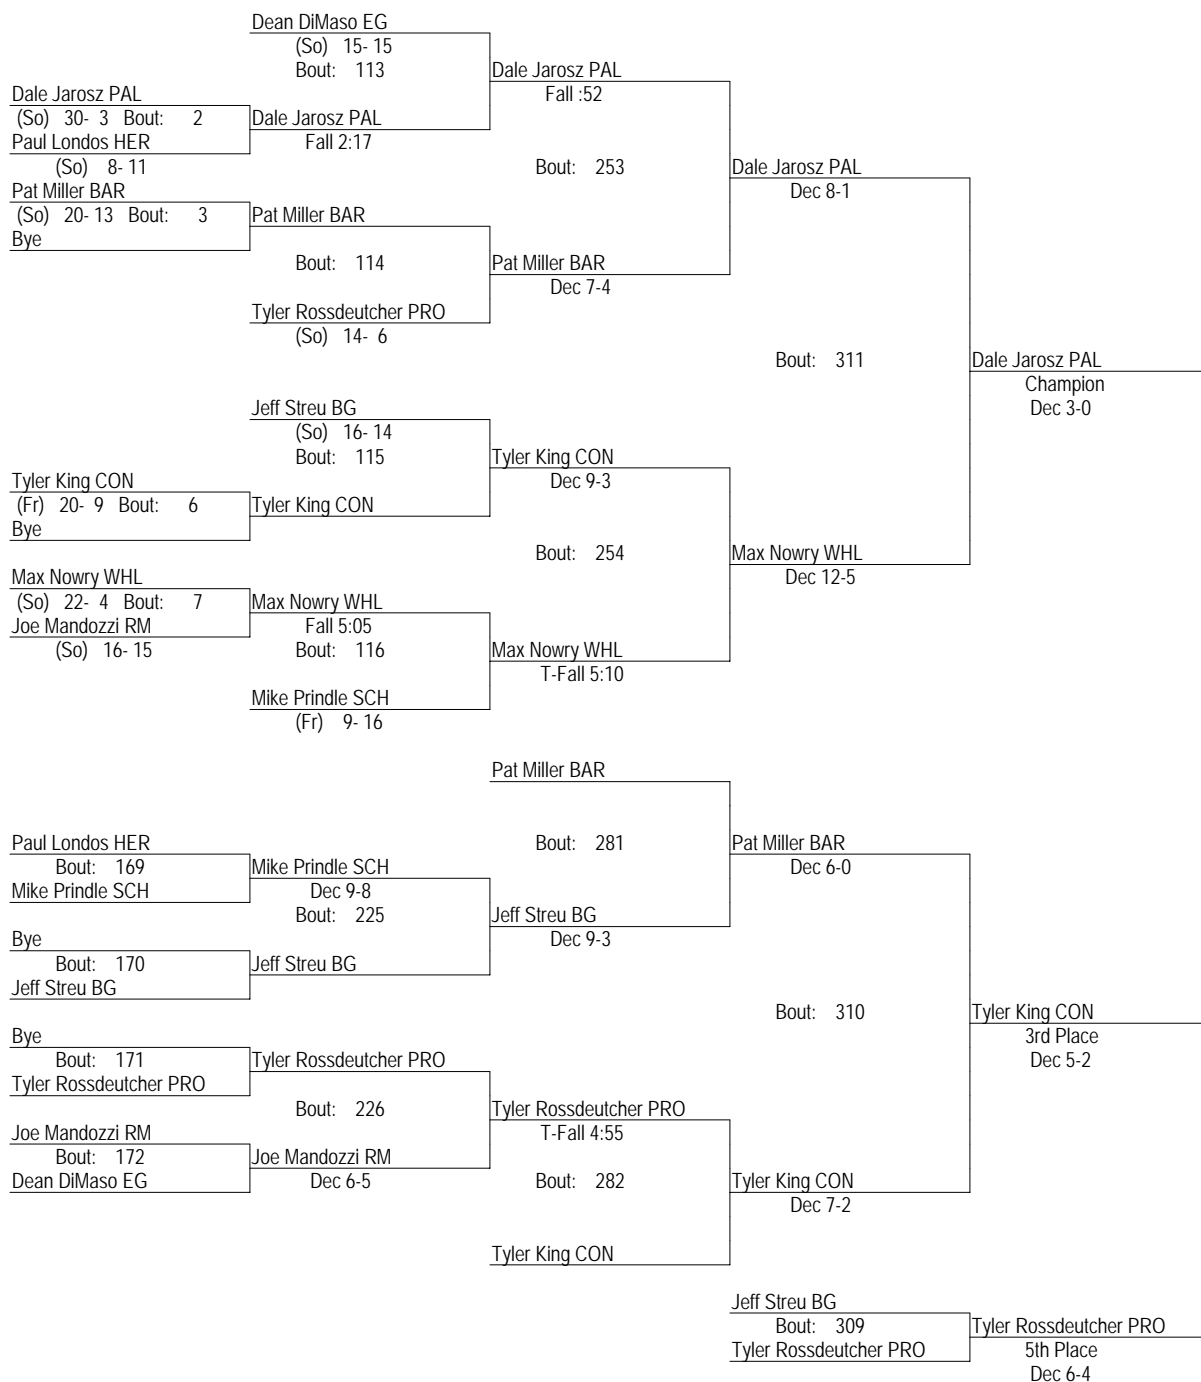 Dean DiMaso EG
(So) 15- 15
Bout: 113
Dale Jarosz PAL
Fall :52
Dale Jarosz PAL
(So) 30- 3 Bout: 2
Dale Jarosz PAL
Fall 2:17
Paul Londos HER
(So) 8- 11
Bout: 253
Dale Jarosz PAL
Dec 8-1
Pat Miller BAR
(So) 20- 13 Bout: 3
Pat Miller BAR
Bye
Bout: 114
Pat Miller BAR
Dec 7-4
Tyler Rossdeutcher PRO
(So) 14- 6
Bout: 311
Dale Jarosz PAL
Champion
Dec 3-0
Jeff Streu BG
(So) 16- 14
Bout: 115
Tyler King CON
Dec 9-3
Tyler King CON
(Fr) 20- 9 Bout: 6
Tyler King CON
Bye
Bout: 254
Max Nowry WHL
Dec 12-5
Max Nowry WHL
(So) 22- 4 Bout: 7
Max Nowry WHL
Fall 5:05
Joe Mandozzi RM
(So) 16- 15
Bout: 116
Max Nowry WHL
T-Fall 5:10
Mike Prindle SCH
(Fr) 9- 16
Pat Miller BAR
Paul Londos HER
Bout: 169
Mike Prindle SCH
Bout: 281
Pat Miller BAR
Dec 6-0
Mike Prindle SCH
Dec 9-8
Bout: 225
Jeff Streu BG
Dec 9-3
Bye
Bout: 170
Jeff Streu BG
Jeff Streu BG
Bout: 310
Tyler King CON
3rd Place
Dec 5-2
Bye
Bout: 171
Tyler Rossdeutcher PRO
Tyler Rossdeutcher PRO
Bout: 226
Tyler Rossdeutcher PRO
T-Fall 4:55
Joe Mandozzi RM
Bout: 172
Dean DiMaso EG
Joe Mandozzi RM
Dec 6-5
Bout: 282
Tyler King CON
Dec 7-2
Tyler King CON
Jeff Streu BG
Bout: 309
Tyler Rossdeutcher PRO
Tyler Rossdeutcher PRO
5th Place
Dec 6-4